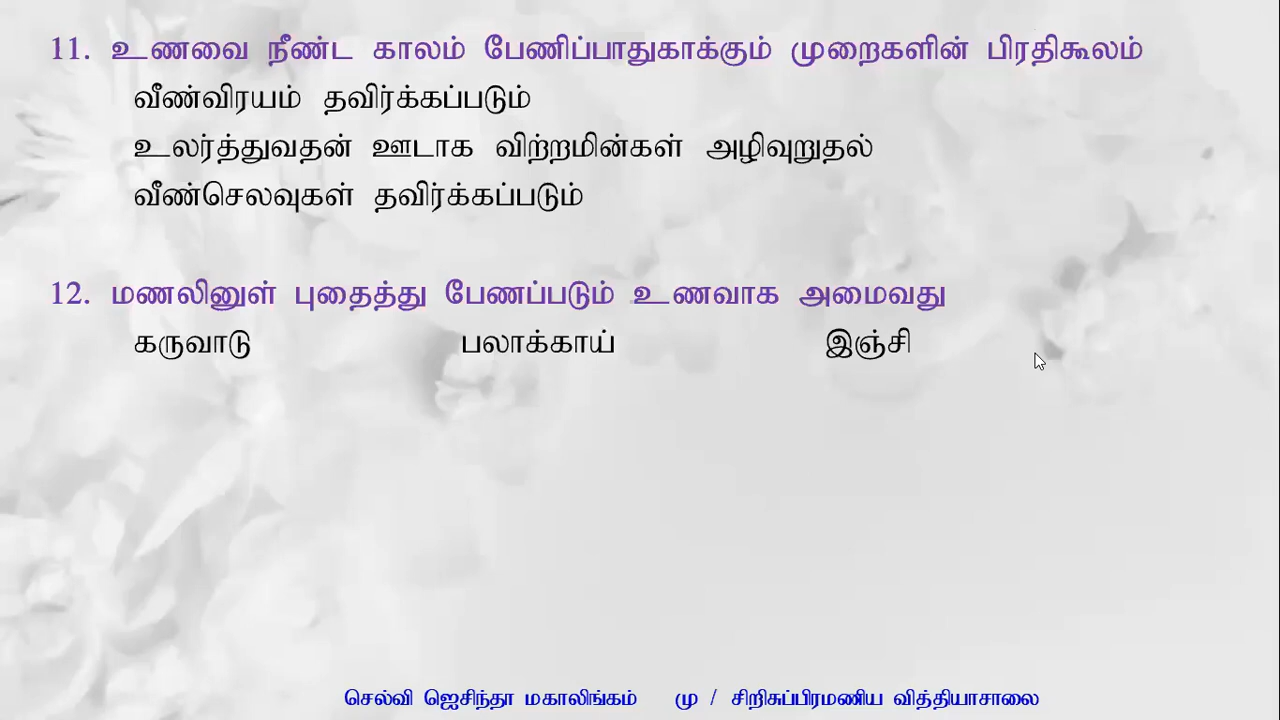 11. உணவை நீண்ட காலம் பேணிப்பாதுகாக்கும் முறைகளின் பிரதிகூலம்
வீண்விரயம் தவிர்க்கப்படும்
உலர்த்துவதன் ஊடாக விற்றமின்கள் அழிவுறுதல்
வீண்செலவுகள் தவிர்க்கப்படும்
12. மணலினுள் புதைத்து பேணப்படும் உணவாக அமைவது
கருவாடு பலாக்காய் இஞ்சி
செல்வி ஜெசிந்தா மகாலிங்கம் மு / சிறிசுப்பிரமணிய வித்தியாசாலை